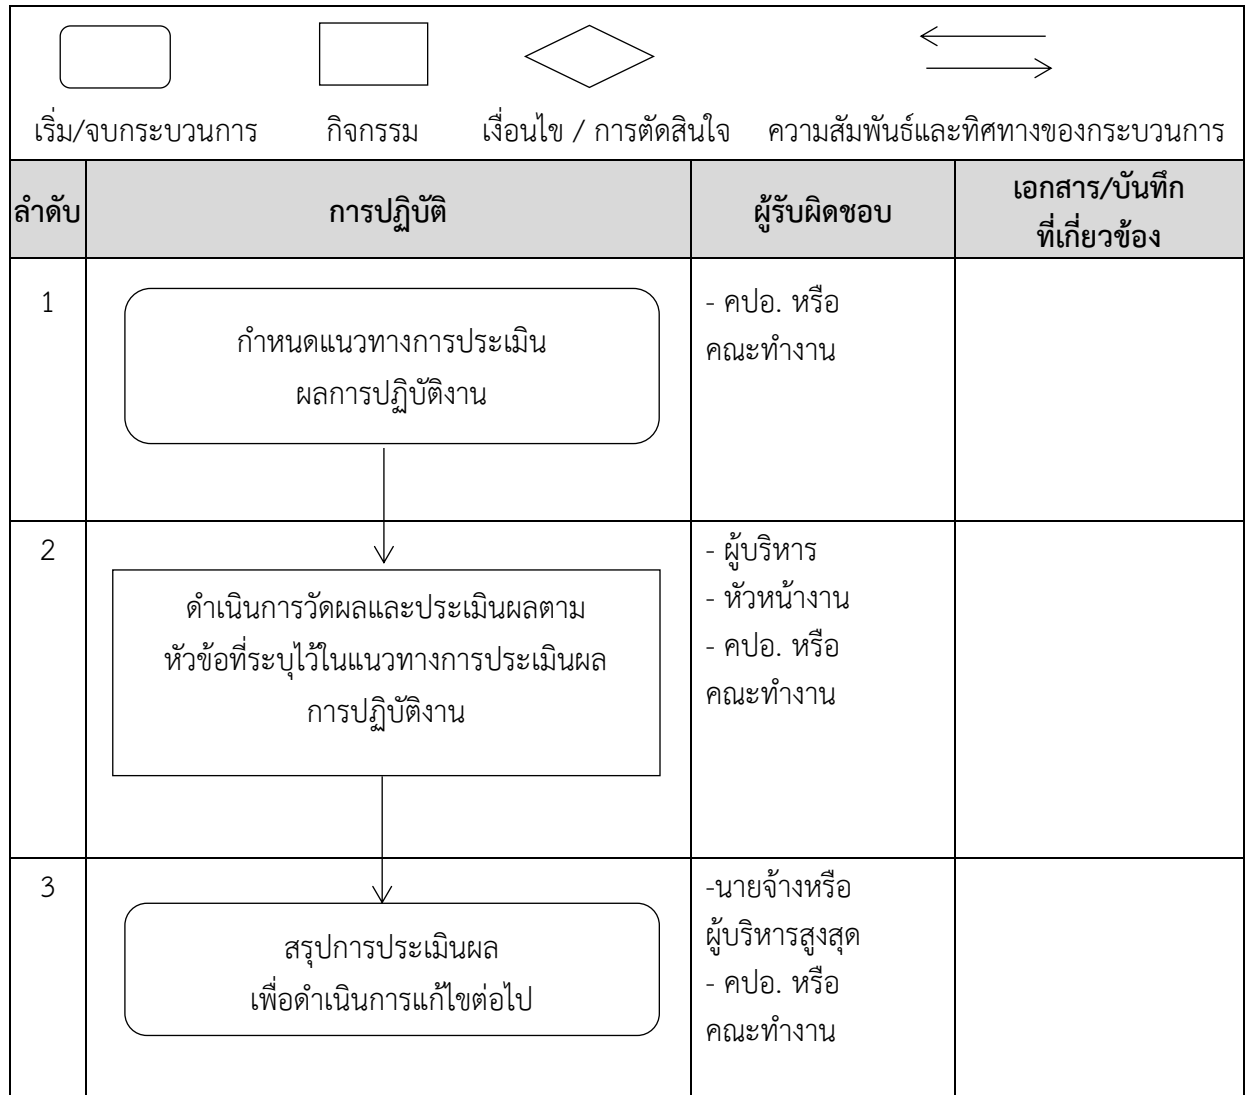 เริ่ม/จบกระบวนการ กิจกรรม เงื่อนไข / การตัดสินใจ ความสัมพันธ์และทิศทางของกระบวนการ
ลำดับ การปฏิบัติ ผู้รับผิดชอบ เอกสาร/บันทึก
ที่เกี่ยวข้อง
1
กำหนดแนวทางการประเมิน
ผลการปฏิบัติงาน
- คปอ. หรือ
คณะทำงาน
2
ดำเนินการวัดผลและประเมินผลตาม
หัวข้อที่ระบุไว้ในแนวทางการประเมินผล
การปฏิบัติงาน
- ผู้บริหาร
- หัวหน้างาน
- คปอ. หรือ
คณะทำงาน
3
สรุปการประเมินผล
เพื่อดำเนินการแก้ไขต่อไป
-นายจ้างหรือ
ผู้บริหารสูงสุด
- คปอ. หรือ
คณะทำงาน